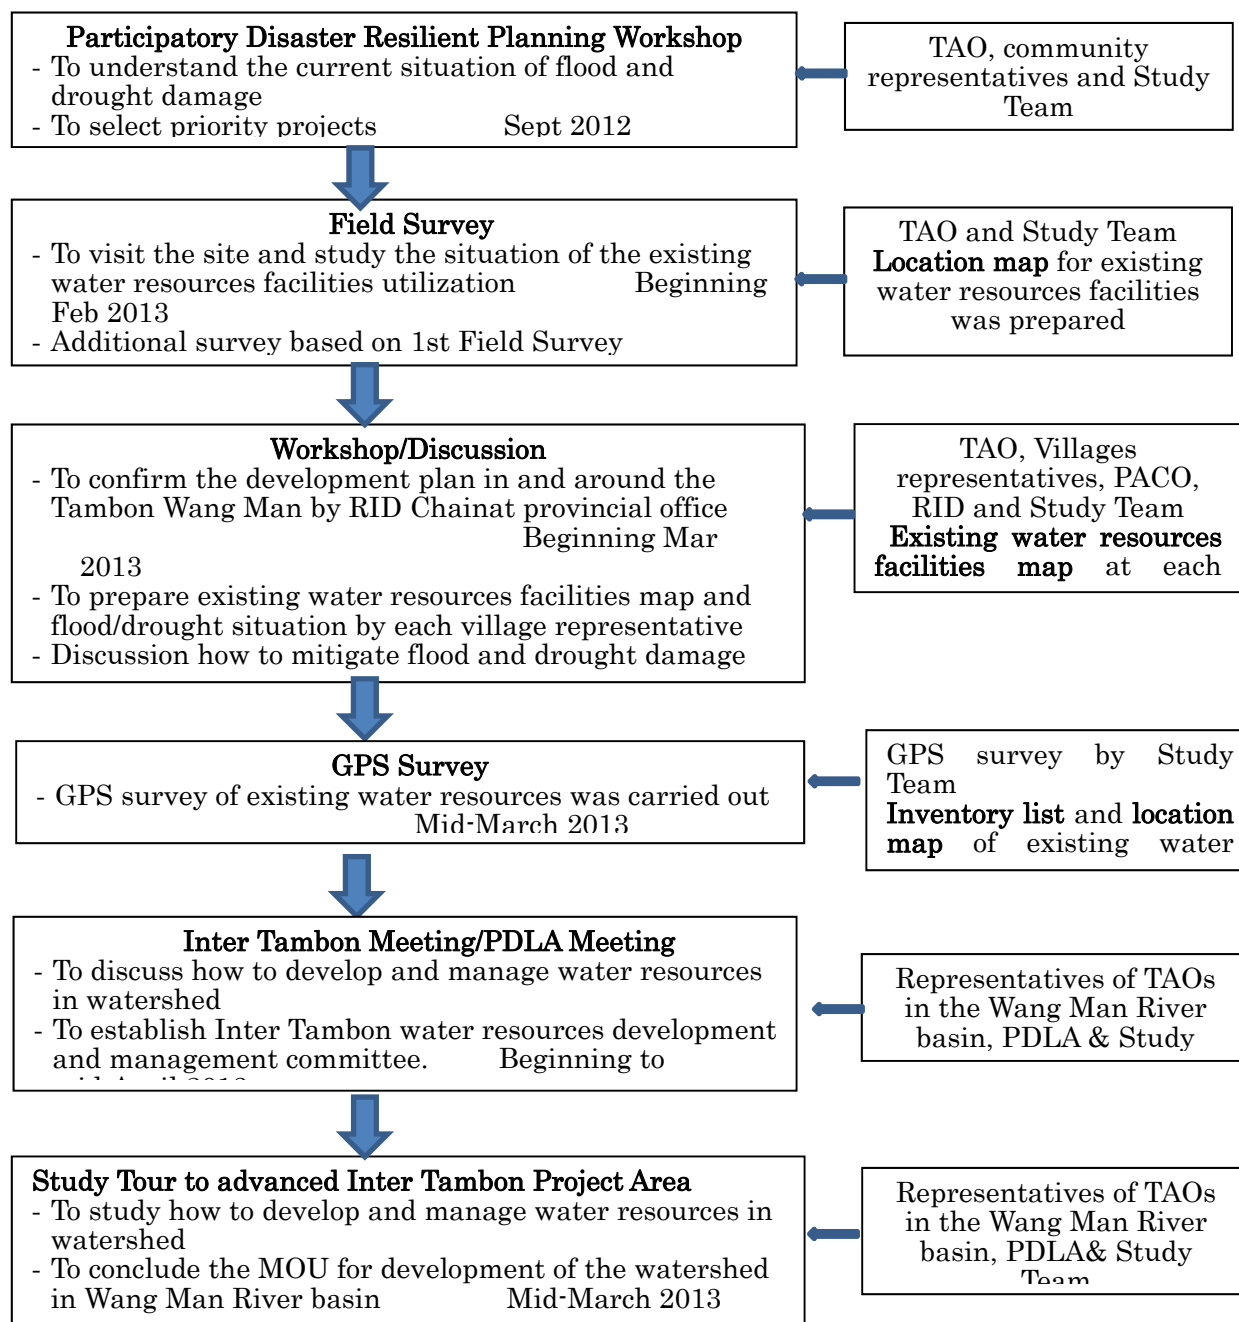 Participatory Disaster Resilient Planning Workshop
- To understand the current situation of flood and
drought damage
- To select priority projects Sept 2012
TAO, community
representatives and Study
Team
Field Survey
- To visit the site and study the situation of the existing
water resources facilities utilization Beginning
Feb 2013
- Additional survey based on 1st Field Survey
TAO and Study Team
Location map for existing
water resources facilities
was prepared
Workshop/Discussion
- To confirm the development plan in and around the
Tambon Wang Man by RID Chainat provincial office
Beginning Mar
2013
- To prepare existing water resources facilities map and
flood/drought situation by each village representative
- Discussion how to mitigate flood and drought damage
TAO, Villages
representatives, PACO,
RID and Study Team
Existing water resources
facilities map at each
GPS Survey
- GPS survey of existing water resources was carried out
Mid-March 2013
GPS survey by Study
Team
Inventory list and location
map of existing water
Inter Tambon Meeting/PDLA Meeting
- To discuss how to develop and manage water resources
in watershed
- To establish Inter Tambon water resources development
and management committee. Beginning to
Representatives of TAOs
in the Wang Man River
basin, PDLA & Study
Study Tour to advanced Inter Tambon Project Area
- To study how to develop and manage water resources in
watershed
- To conclude the MOU for development of the watershed
in Wang Man River basin Mid-March 2013
Representatives of TAOs
in the Wang Man River
basin, PDLA& Study
Team